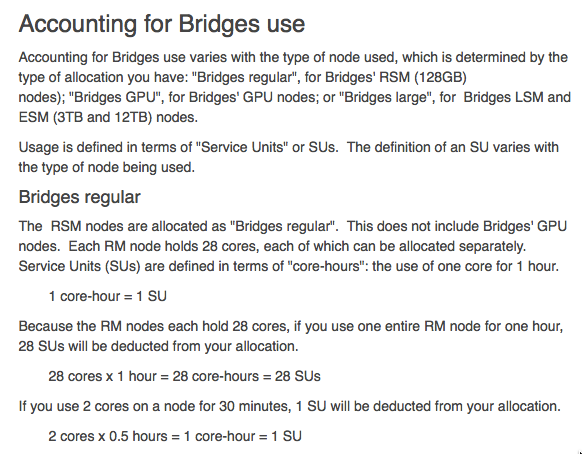 Accounting for Bridges use
Accounting for Bridges use varies with the type of node used, which is determined by the
type of allocation you have: "Bridges regular", for Bridges' RSM (128GB)
nodes); "Bridges GPU", for Bridges' GPU nodes; or "Bridges large", for  Bridges LSM and
ESM (3TB and 12TB) nodes.
Usage is defined in terms of "Service Units" or SUs.  The definition of an SU varies with
the type of node being used.
Bridges regular
The  RSM nodes are allocated as "Bridges regular".  This does not include Bridges' GPU
nodes.  Each RM node holds 28 cores, each of which can be allocated separately.
Service Units (SUs) are defined in terms of "core-hours": the use of one core for 1 hour.
1 core-hour = 1 SU
Because the RM nodes each hold 28 cores, if you use one entire RM node for one hour,
28 SUs will be deducted from your allocation.
28 cores x 1 hour = 28 core-hours = 28 SUs
If you use 2 cores on a node for 30 minutes, 1 SU will be deducted from your allocation.
2 cores x 0.5 hours = 1 core-hour = 1 SU